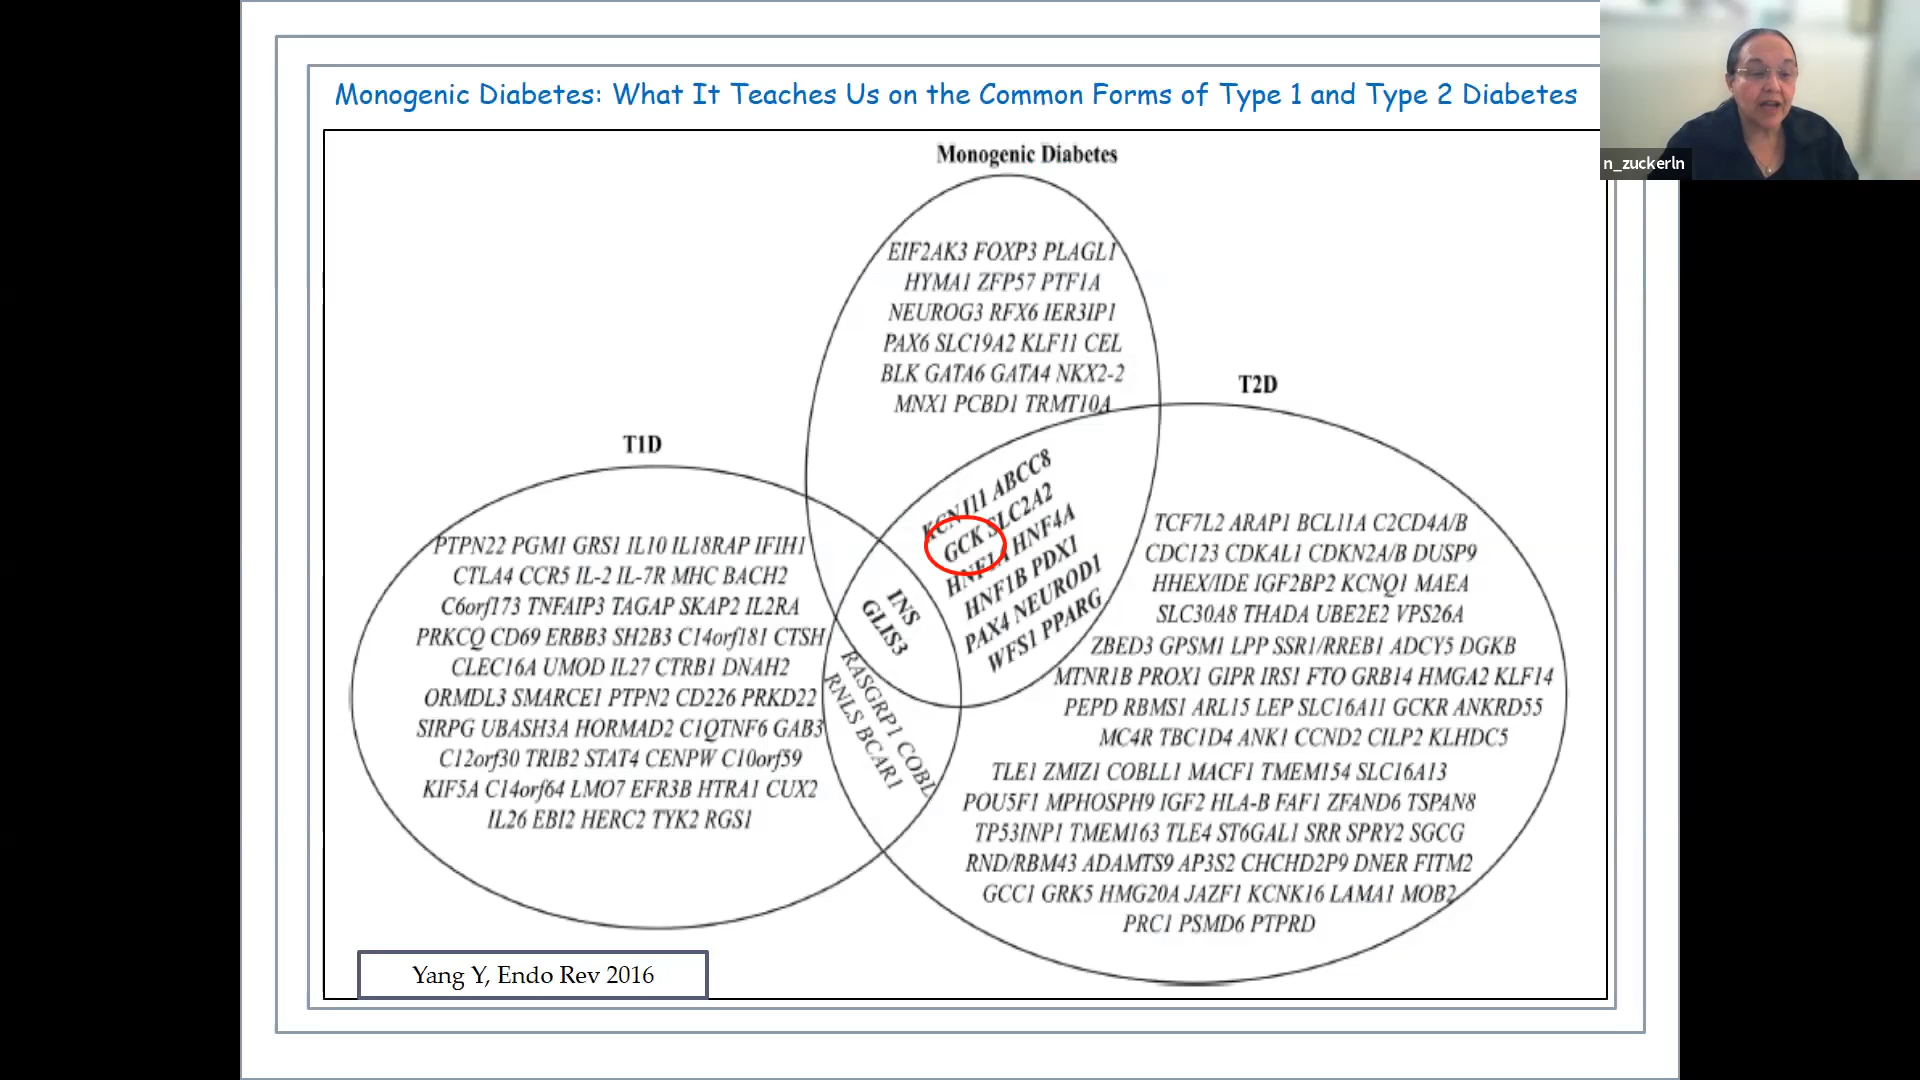 Monogenic Diabetes: What It Teaches Us on the Common Forms of Type 1 and Type 2 Diabetes
n_zuckerln
Monogenic Diabetes
EIF2AK3 FOXP3 PLAGL1
HYMA1 ZFP57 PTF1A
NEUROG3 RFX6 IER3IP1
PAX6 SLC19A2 KLF11 CEL
BLK GATA6 GATA4 NKX2-2
MNX1 PCBD1 TRMT10A
T2D
T1D
KCNJ11 ABCC8
GCK SLC2A2
HNF1A HNF4A
HNF1B PDX1
PAX4 NEUROD1
WFS1 PPARG
INS
GLIS3
RASGRP1 COBL
RNLS BCAR1
PTPN22 PGM1 GRS1 IL10 IL18RAP IFIH1
CTLA4 CCR5 IL-2 IL-7R MHC BACH2
C6orf173 TNFAIP3 TAGAP SKAP2 IL2RA
PRKCQ CD69 ERBB3 SH2B3 C14orf181 CTSH
CLEC16A UMOD IL27 CTRB1 DNAH2
ORMDL3 SMARCE1 PTPN2 CD226 PRKD22
SIRPG UBASH3A HORMAD2 C1QTNF6 GAB3
C12orf30 TRIB2 STAT4 CENPW C10orf59
KIF5A C14orf64 LMO7 EFR3B HTRA1 CUX2
IL26 EBI2 HERC2 TYK2 RGS1
TCF7L2 ARAP1 BCL11A C2CD4A/B
CDC123 CDKAL1 CDKN2A/B DUSP9
HHEX/IDE IGF2BP2 KCNQ1 MAEA
SLC30A8 THADA UBE2E2 VPS26A
ZBED3 GPSM1 LPP SSR1/RREB1 ADCY5 DGKB
MTNR1B PROX1 GIPR IRS1 FTO GRB14 HMGA2 KLF14
PEPD RBMS1 ARL15 LEP SLC16A11 GCKR ANKRD55
MC4R TBC1D4 ANK1 CCND2 CILP2 KLHDC5
TLE1 ZMIZ1 COBLL1 MACF1 TMEM154 SLC16A13
POU5F1 MPHOSPH9 IGF2 HLA-B FAF1 ZFAND6 TSPAN8
TP53INP1 TMEM163 TLE4 ST6GAL1 SRR SPRY2 SGCG
RND/RBM43 ADAMTS9 AP3S2 CHCHD2P9 DNER FITM2
GCC1 GRK5 HMG20A JAZF1 KCNK16 LAMA1 MOB2
PRC1 PSMD6 PTPRD
Yang Y, Endo Rev 2016